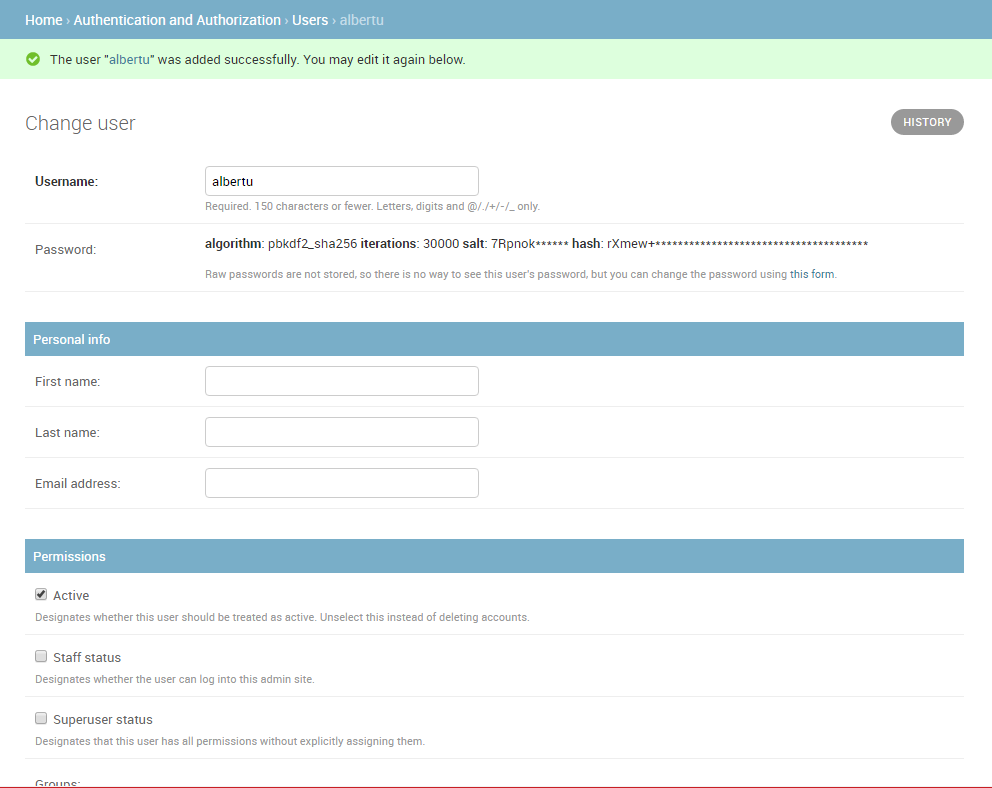 Home › Authentication and Authorization › Users › albertu
The user "albertu" was added successfully. You may edit it again below.
Change user
HISTORY
Username:
albertu
Required. 150 characters or fewer. Letters, digits and @/./+/-/_ only.
Password:
algorithm: pbkdf2_sha256 iterations: 30000 salt: 7Rpnok****** hash: rXmew+**************************************
Raw passwords are not stored, so there is no way to see this user's password, but you can change the password using this form.
Personal info
First name:
Last name:
Email address:
Permissions
Active
Designates whether this user should be treated as active. Unselect this instead of deleting accounts.
Staff status
Designates whether the user can log into this admin site.
Superuser status
Designates that this user has all permissions without explicitly assigning them.
Groups: